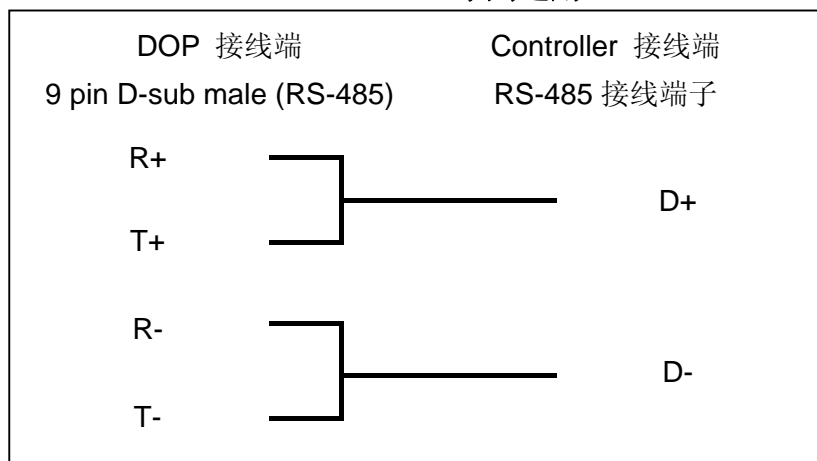 DOP 接线端
Controller 接线端
9 pin D-sub male (RS-485)
RS-485 接线端子
R+
D+
T+
R-
D-
T-